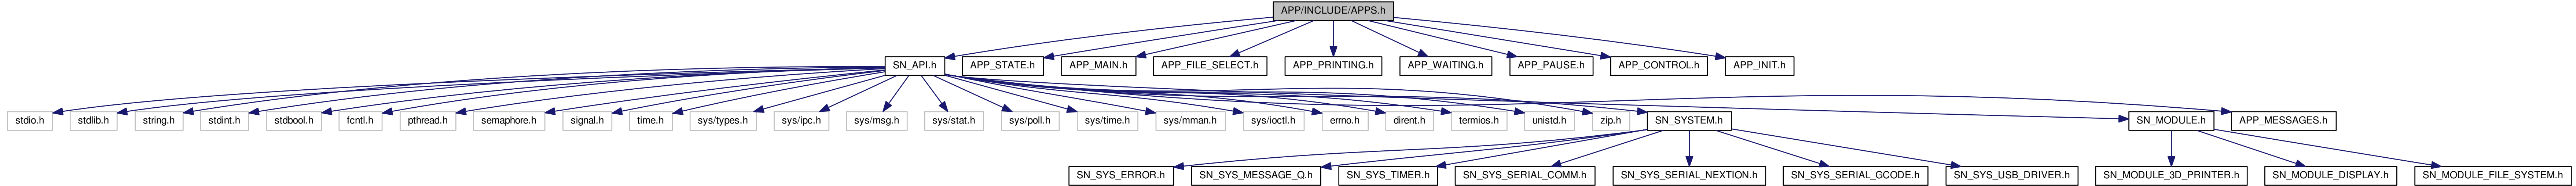 APP/INCLUDE/APPS.h
SN_API.h
APP_STATE.h
APP_MAIN.h
APP_FILE_SELECT.h
APP_PRINTING.h
APP_WAITING.h
APP_PAUSE.h
APP_CONTROL.h
APP_INIT.h
stdio.h
stdlib.h
string.h
stdint.h
stdbool.h
fcntl.h
pthread.h
semaphore.h
signal.h
time.h
sys/types.h
sys/ipc.h
sys/msg.h
sys/stat.h
sys/poll.h
sys/time.h
sys/mman.h
sys/ioctl.h
errno.h
dirent.h
termios.h
unistd.h
zip.h
SN_SYSTEM.h
SN_MODULE.h
APP_MESSAGES.h
SN_SYS_ERROR.h
SN_SYS_MESSAGE_Q.h
SN_SYS_TIMER.h
SN_SYS_SERIAL_COMM.h
SN_SYS_SERIAL_NEXTION.h
SN_SYS_SERIAL_GCODE.h
SN_SYS_USB_DRIVER.h
SN_MODULE_3D_PRINTER.h
SN_MODULE_DISPLAY.h
SN_MODULE_FILE_SYSTEM.h